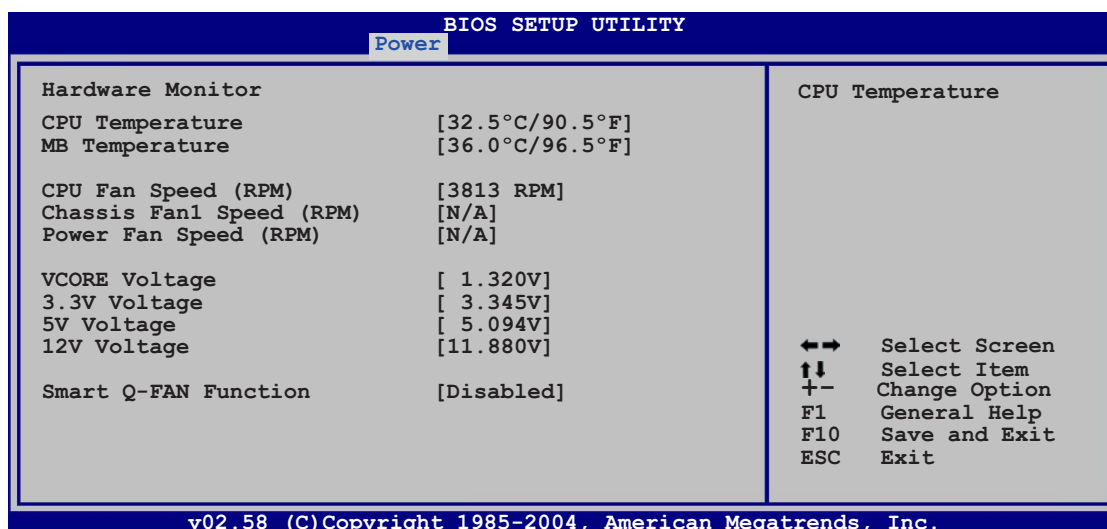 BIOS SETUP UTILITY
Power
Hardware Monitor
CPU Temperature [32.5°C/90.5°F]
MB Temperature [36.0°C/96.5°F]
CPU Fan Speed (RPM) [3813 RPM]
Chassis Fan1 Speed (RPM) [N/A]
Power Fan Speed (RPM) [N/A]
VCORE Voltage [ 1.320V]
3.3V Voltage [ 3.345V]
5V Voltage [ 5.094V]
12V Voltage [11.880V]
Smart Q-FAN Function [Disabled]
CPU Temperature
←→ Select Screen
↑↓ Select Item
+- Change Option
F1 General Help
F10 Save and Exit
ESC Exit
v02.58 (C)Copyright 1985-2004, American Megatrends, Inc.